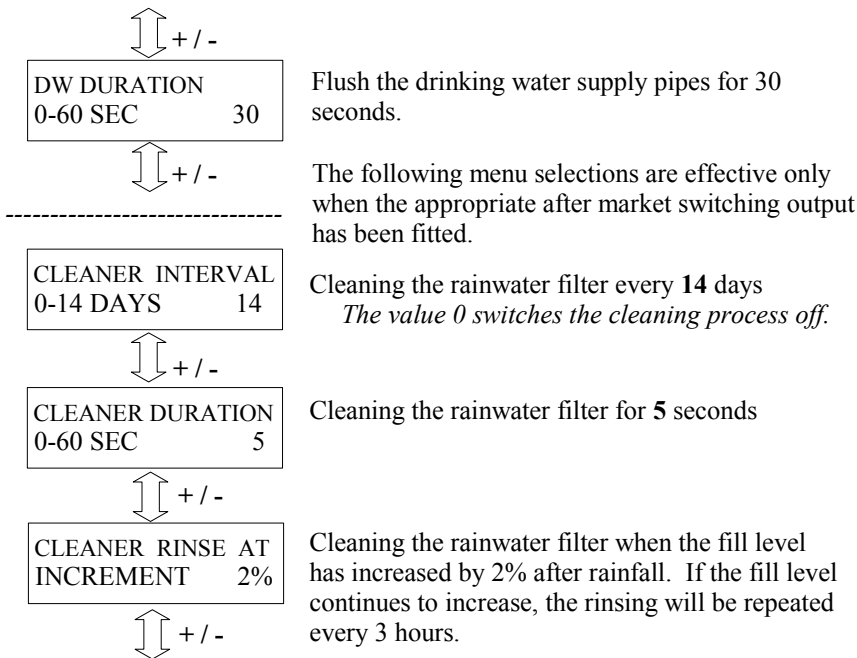 + / -
DW DURATION
0-60 SEC 30
Flush the drinking water supply pipes for 30
seconds.
+ / -
The following menu selections are effective only
when the appropriate after market switching output
has been fitted.
-------------------------------
CLEANER INTERVAL
0-14 DAYS 14
Cleaning the rainwater filter every 14 days
The value 0 switches the cleaning process off.
+ / -
CLEANER DURATION
0-60 SEC 5
Cleaning the rainwater filter for 5 seconds
+ / -
CLEANER RINSE AT
INCREMENT 2%
Cleaning the rainwater filter when the fill level
has increased by 2% after rainfall. If the fill level
continues to increase, the rinsing will be repeated
every 3 hours.
+ / -